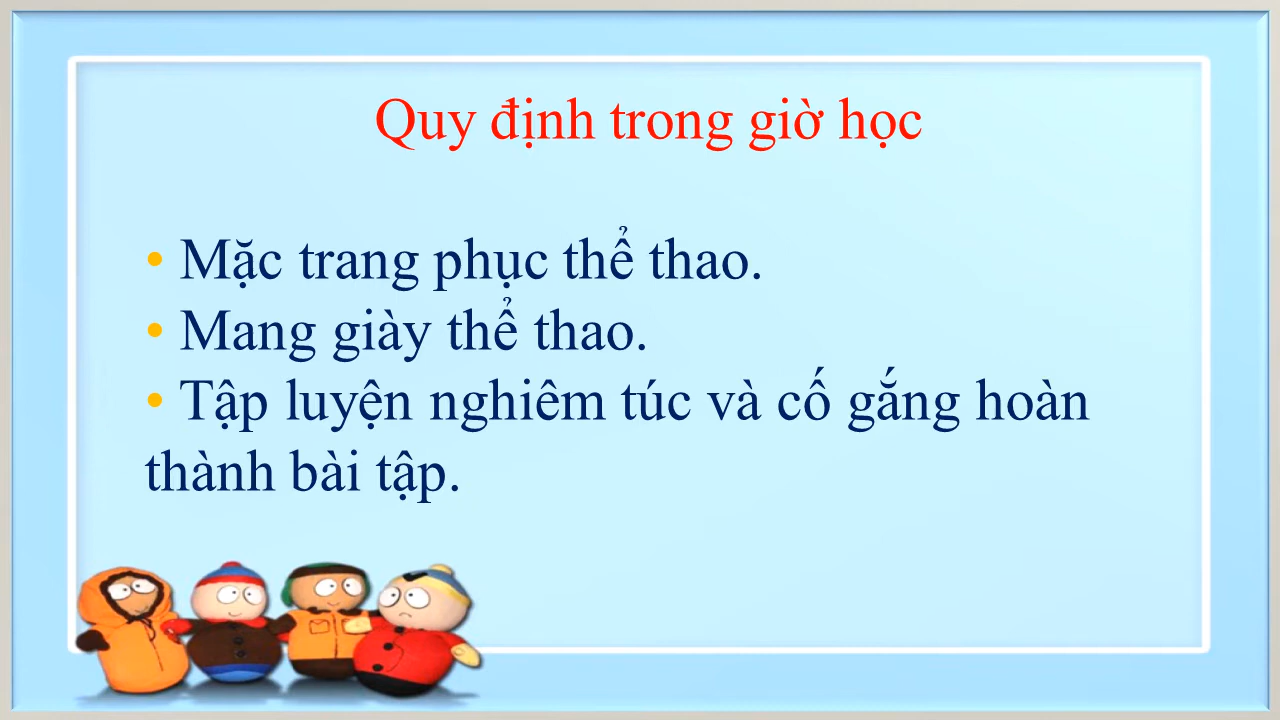 Quy định trong giờ học
• Mặc trang phục thể thao.
• Mang giày thể thao.
• Tập luyện nghiêm túc và cố gắng hoàn
thành bài tập.